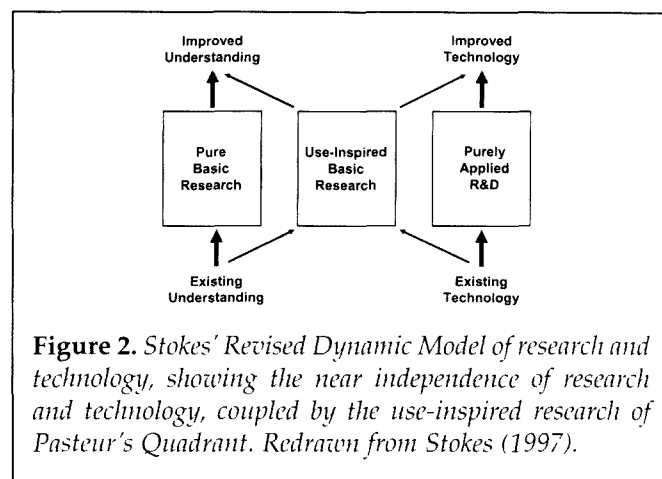 Improved
Understanding
Improved
Technology
Pure
Basic
Research
Use-Inspired
Basic
Research
Purely
Applied
R&D
Existing
Understanding
Existing
Technology
Figure 2. Stokes' Revised Dynamic Model of research and
technology, showing the near independence of research
and technology, coupled by the use-inspired research of
Pasteur's Quadrant. Redrawn from Stokes (1997).